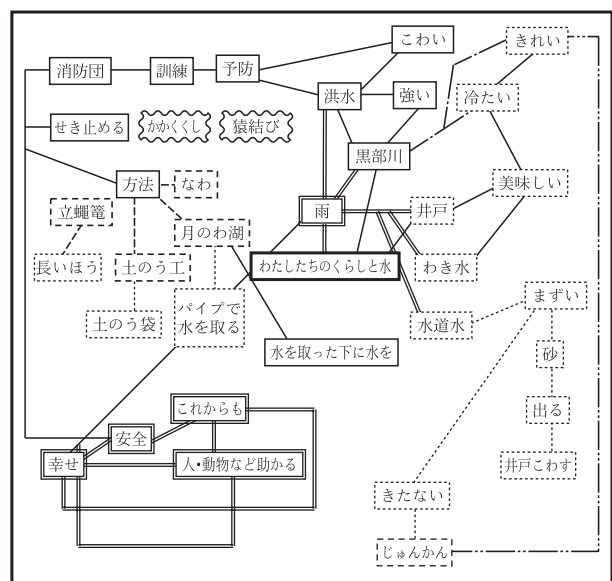 こわい
きれい
消防団
訓練
予防
洪水
強い
冷たい
せき止める
かかくくし
猿結び
黒部川
方法
なわ
美味しい
立蠅篭
雨
井戸
月のわ湖
長いほう
土のう工
わたしたちのくらしと水
わき水
パイプで
水を取る
まずい
土のう袋
水道水
水を取った下に水を
砂
これからも
出る
安全
幸せ
人・動物など助かる
井戸こわす
きたない
じゅんかん